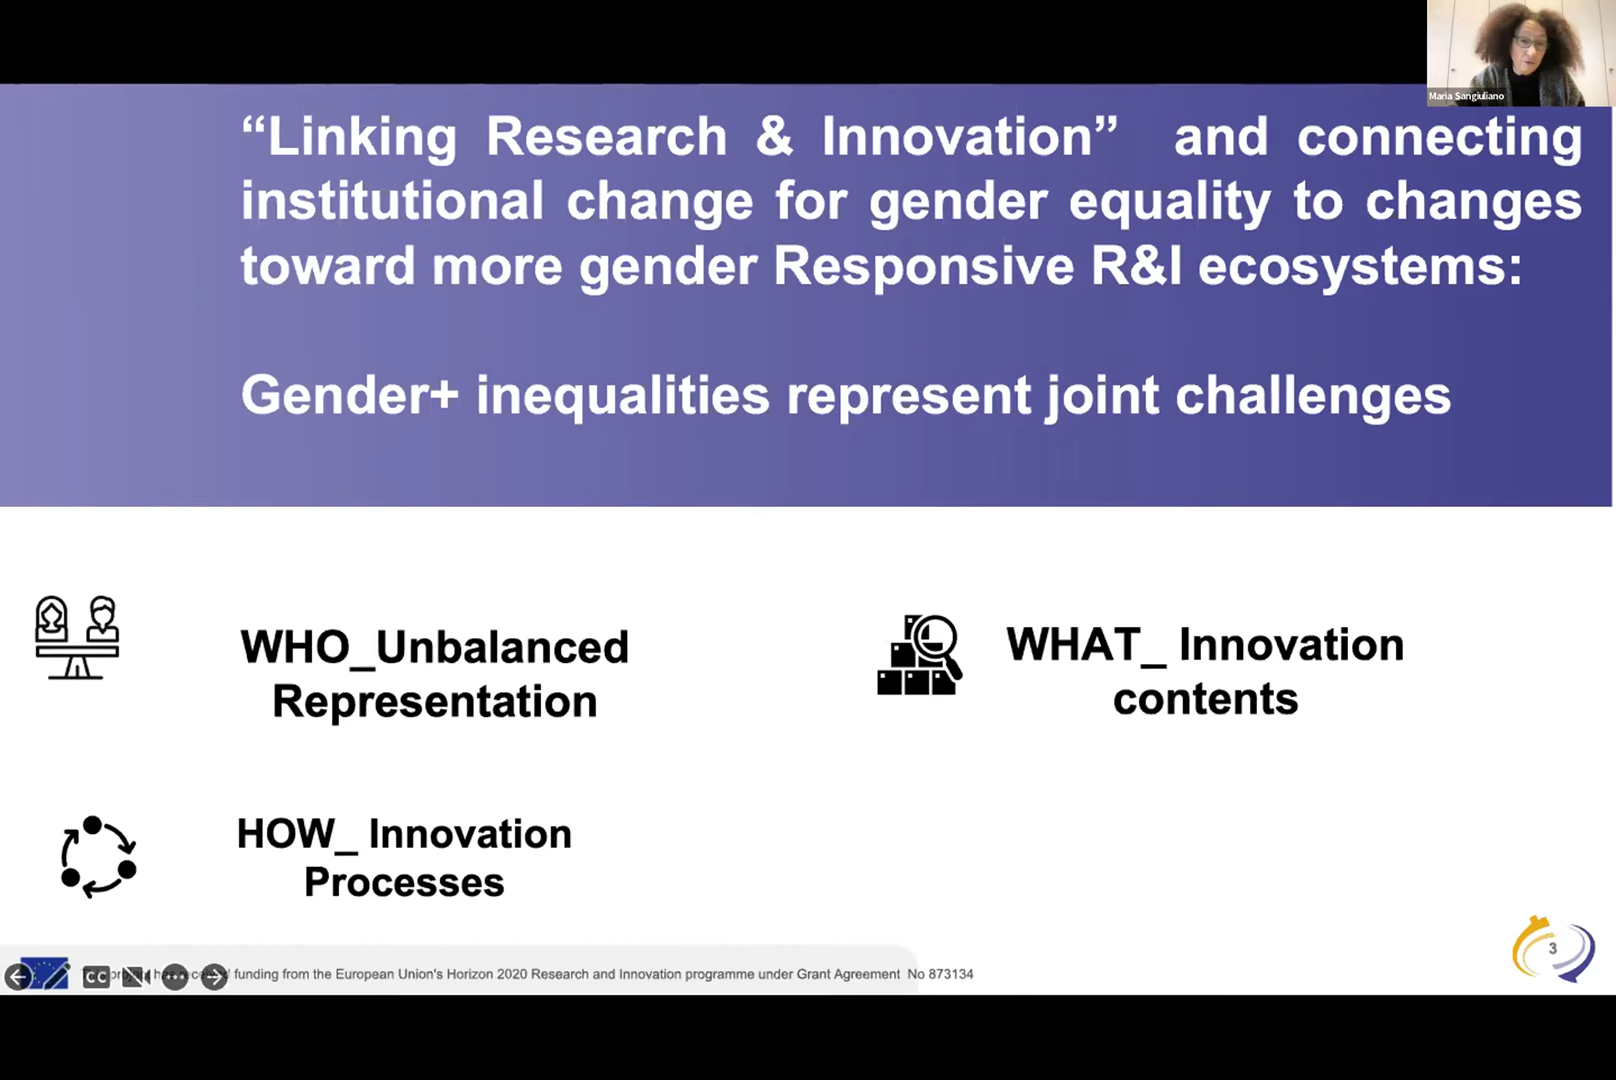 Maria Sangiuliano
“Linking Research & Innovation” and connecting
institutional change for gender equality to changes
toward more gender Responsive R&I ecosystems:
Gender+ inequalities represent joint challenges
WHO_Unbalanced
Representation
WHAT_ Innovation
contents
HOW_ Innovation
Processes
3
CC
funding from the European Union's Horizon 2020 Research and Innovation programme under Grant Agreement No 873134